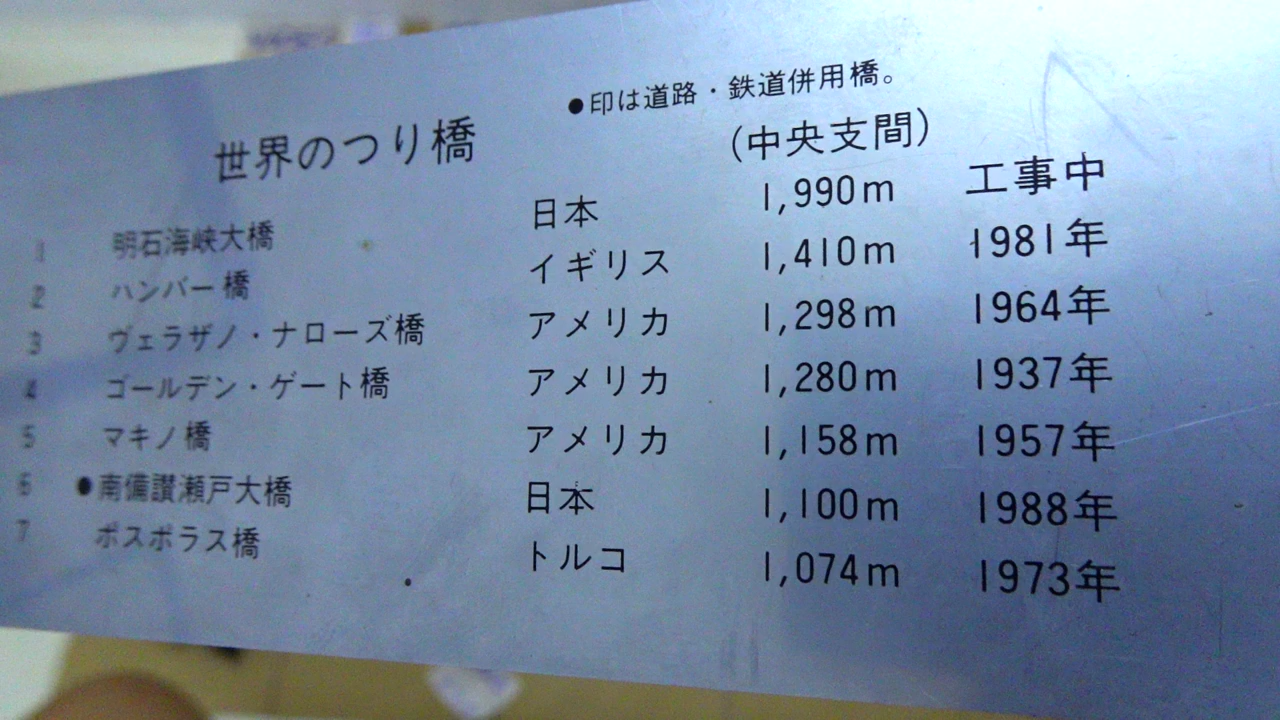 ●印は道路・鉄道併用橋。
世界のつり橋 (中央支間)
1 明石海峡大橋 日本 1,990m 工事中
2 ハンバー橋 イギリス 1,410m 1981年
3 ヴェラザノ・ナローズ橋 アメリカ 1,298m 1964年
4 ゴールデン・ゲート橋 アメリカ 1,280m 1937年
5 マキノ橋 アメリカ 1,158m 1957年
6 ●南備讃瀬戸大橋 日本 1,100m 1988年
7 ボスポラス橋 トルコ 1,074m 1973年